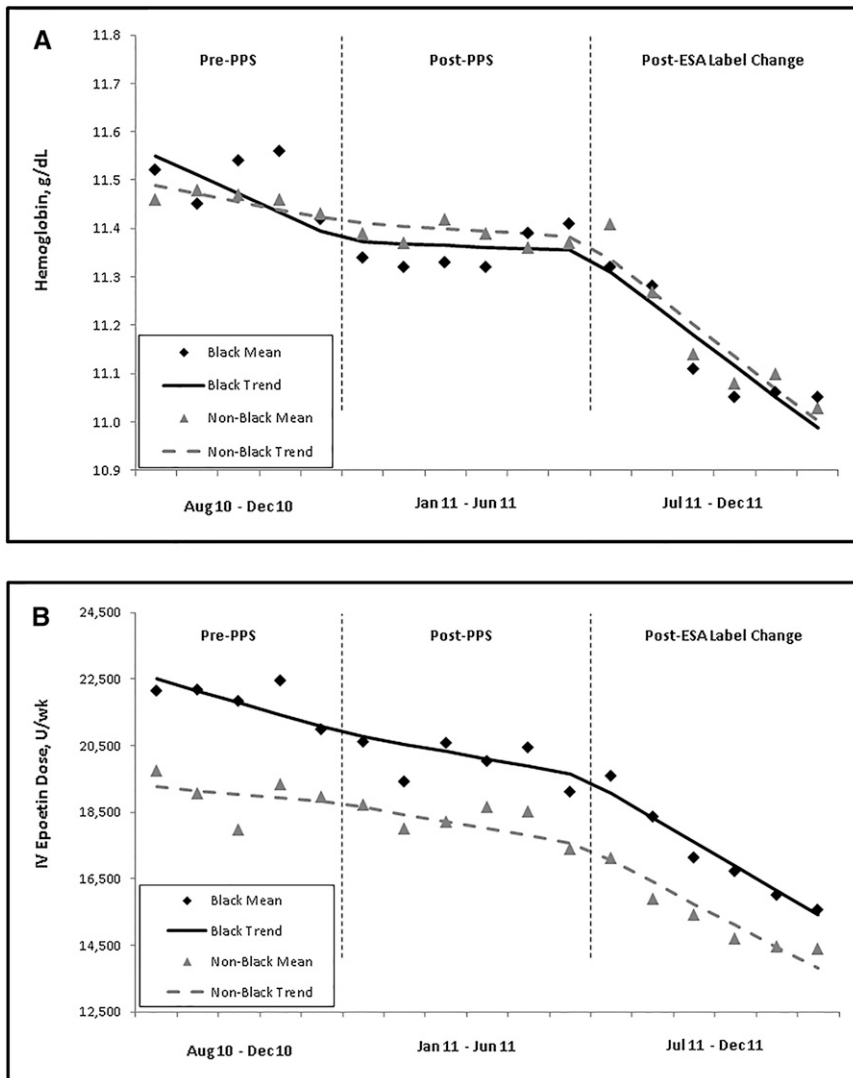 A
Pre-PPS Post-PPS Post-ESA Label Change
Hemoglobin, g/dL
11.8
11.7
11.6
11.5
11.4
11.3
11.2
11.1
11.0
10.9
Black Mean
Black Trend
Non-Black Mean
Non-Black Trend
Aug 10 - Dec 10 Jan 11 - Jun 11 Jul 11 - Dec 11
B
Pre-PPS Post-PPS Post-ESA Label Change
IV Epoetin Dose, U/wk
24,500
22,500
20,500
18,500
16,500
14,500
12,500
Black Mean
Black Trend
Non-Black Mean
Non-Black Trend
Aug 10 - Dec 10 Jan 11 - Jun 11 Jul 11 - Dec 11